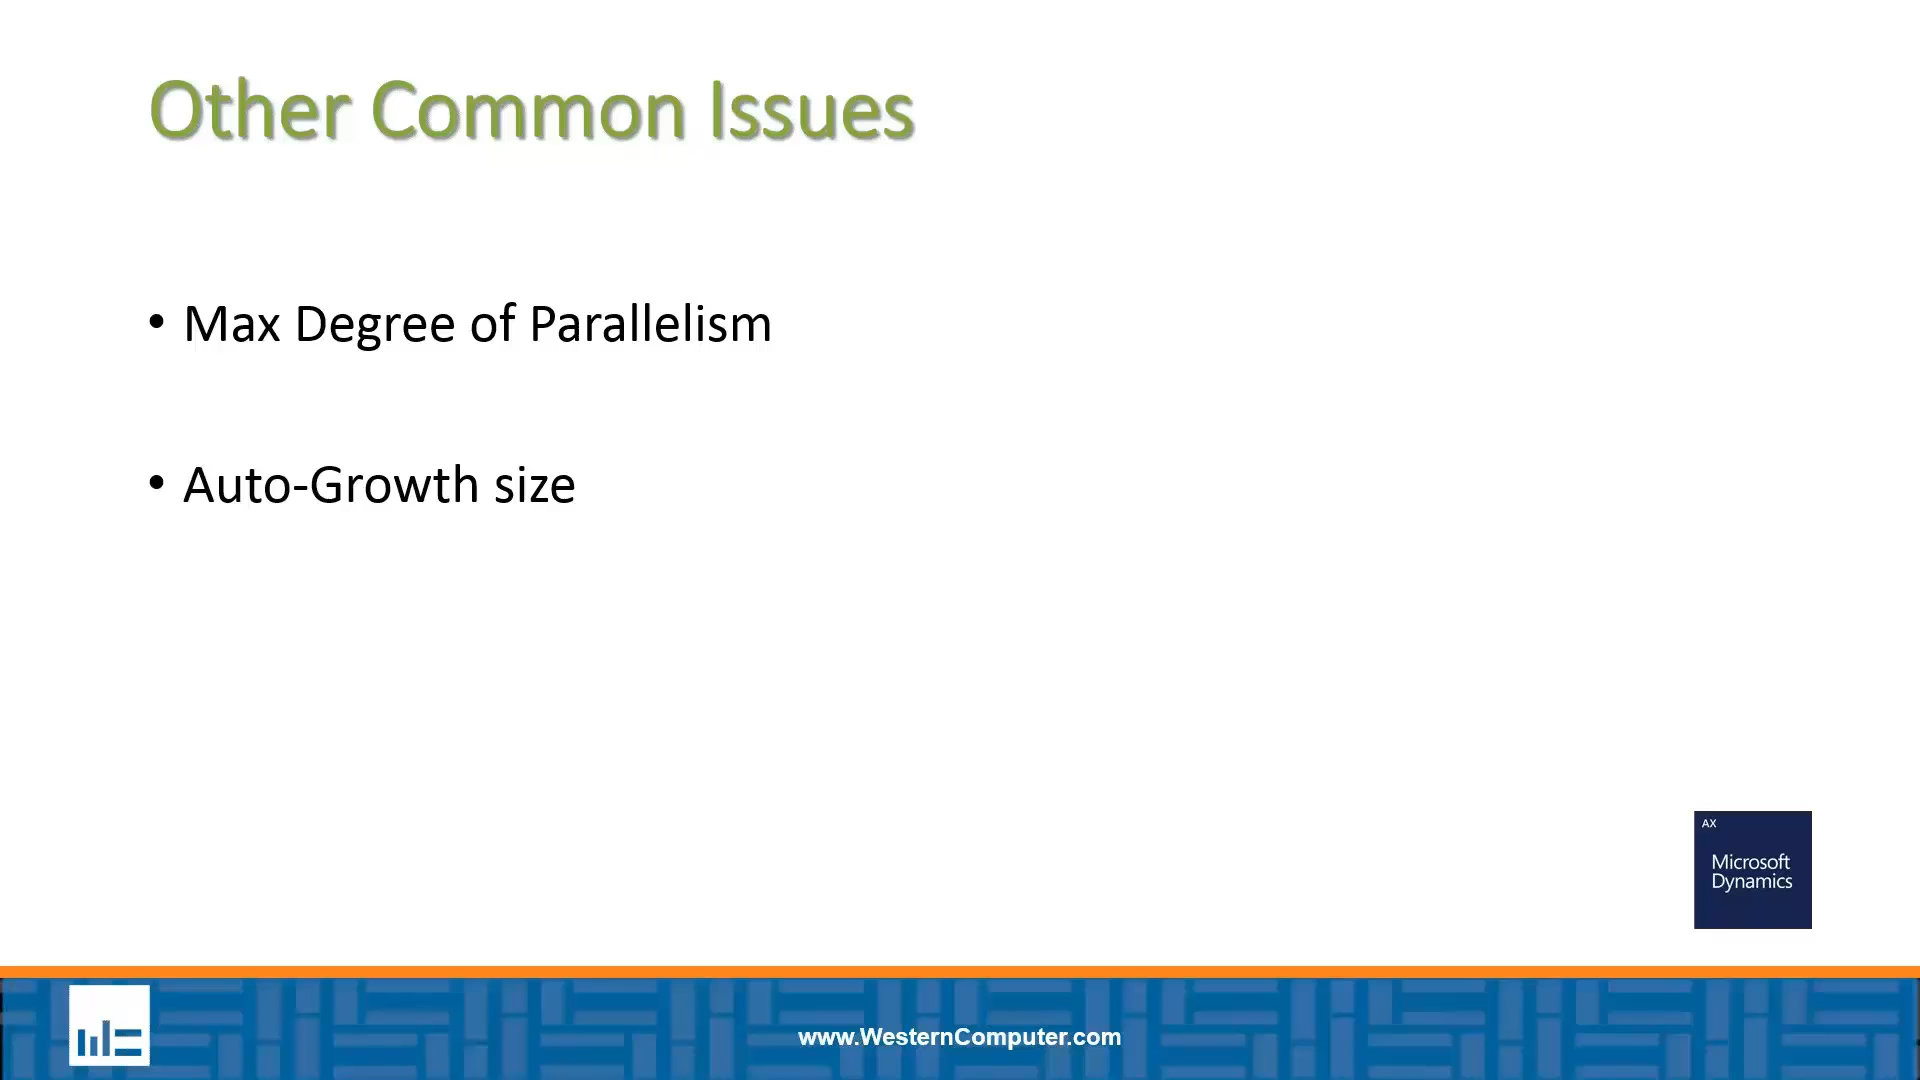 Other Common Issues
• Max Degree of Parallelism
• Auto-Growth size
AX
Microsoft
Dynamics
www.WesternComputer.com